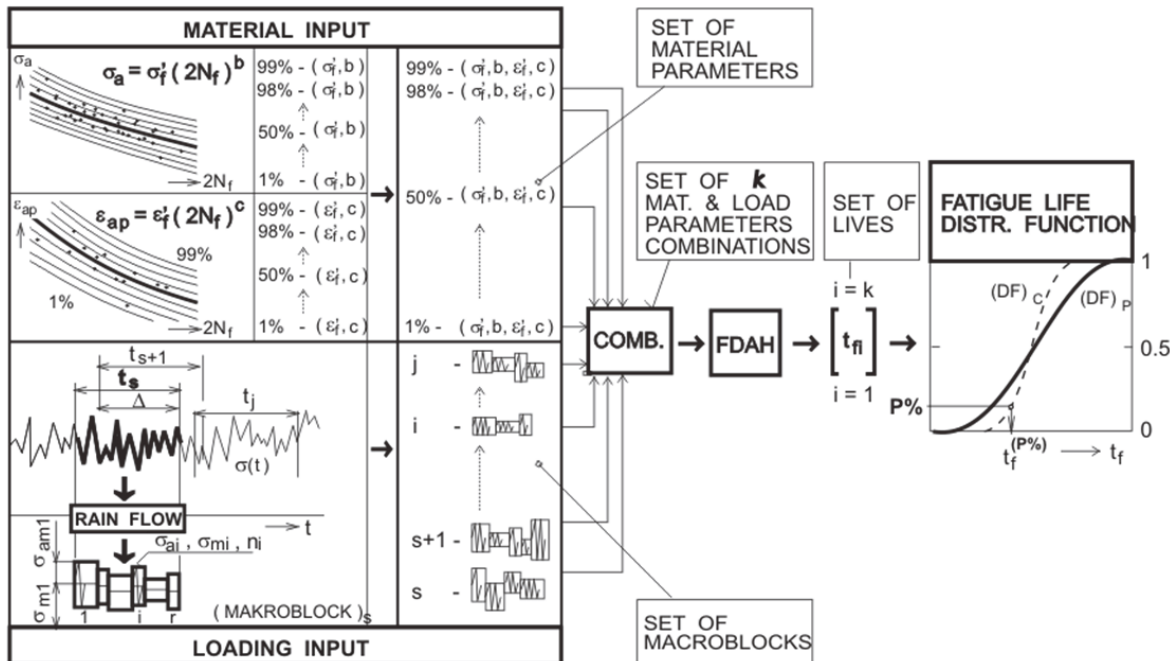 MATERIAL INPUT
σa
σa = σ'f (2Nf)^b
2Nf
99% - (σ'f, b)
98% - (σ'f, b)
50% - (σ'f, b)
1% - (σ'f, b)
εap
εap = ε'f (2Nf)^c
99%
1%
2Nf
99% - (ε'f, c)
98% - (ε'f, c)
50% - (ε'f, c)
1% - (ε'f, c)
99% - (σ'f, b, ε'f, c)
98% - (σ'f, b, ε'f, c)
50% - (σ'f, b, ε'f, c)
1% - (σ'f, b, ε'f, c)
SET OF
MATERIAL
PARAMETERS
SET OF k
MAT. & LOAD
PARAMETERS
COMBINATIONS
SET OF
LIVES
FATIGUE LIFE
DISTR. FUNCTION
COMB.
FDAH
i = k
[tfi]
i = 1
(DF)C
(DF)P
1
0.5
0
P%
tf(P%)
tf
ts+1
ts
Δ
tj
σ(t)
RAIN FLOW
t
σam1
σm1
σai , σmi , ni
1
i
r
(MAKROBLOCK)s
j -
i -
s+1 -
s -
SET OF
MACROBLOCKS
LOADING INPUT